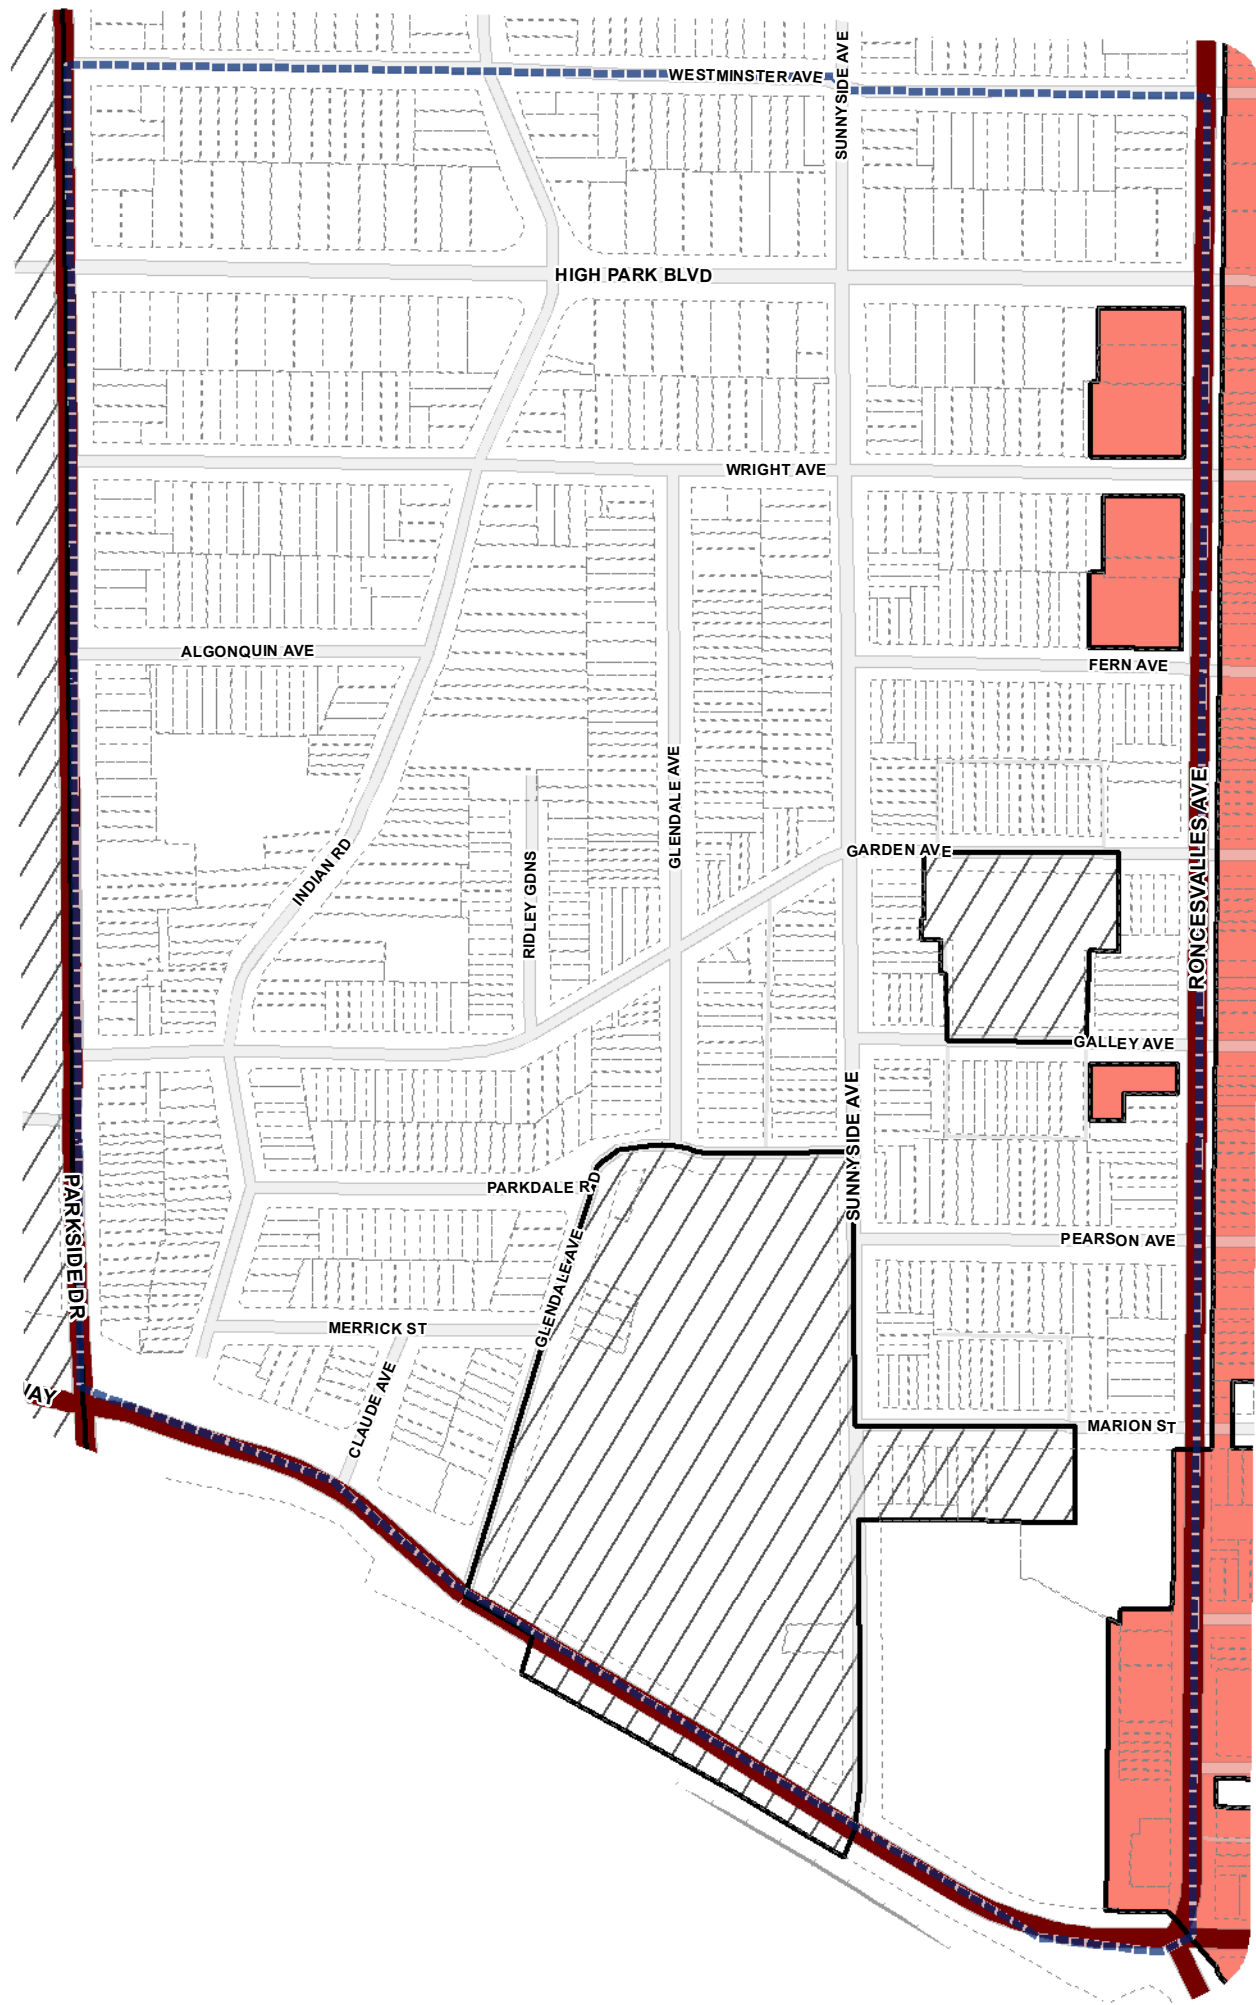 WESTMINSTER AVE
SUNNYSIDE AVE
HIGH PARK BLVD
WRIGHT AVE
ALGONQUIN AVE
FERN AVE
GLENDALE AVE
RONCESVALLES AVE
INDIAN RD
RIDLEY GDNS
GARDEN AVE
GALLEY AVE
SUNNYSIDE AVE
PARKSIDE DR
PARKDALE RD
PEARSON AVE
GLENDALE AVE
MERRICK ST
CLAUDE AVE
MARION ST